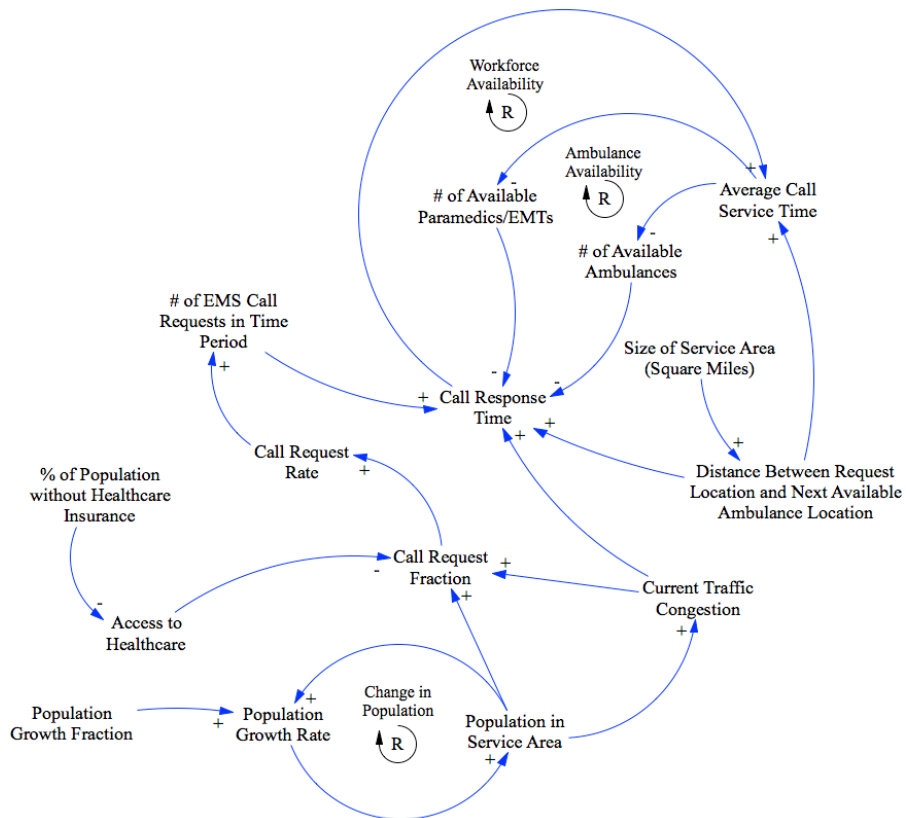 Workforce
Availability
R
Ambulance
Availability
R
+
-
# of Available
Paramedics/EMTs
Average Call
Service Time
+
-
# of Available
Ambulances
# of EMS Call
Requests in Time
Period
+
Size of Service Area
(Square Miles)
-
-
+
Call Response
Time
+
+
+
Call Request
Rate
+
Distance Between Request
Location and Next Available
Ambulance Location
% of Population
without Healthcare
Insurance
Call Request
Fraction
-
+
+
Current Traffic
Congestion
+
-
Access to
Healthcare
Population
Growth Fraction
+
+
Population
Growth Rate
Change in
Population
R
Population in
Service Area
+